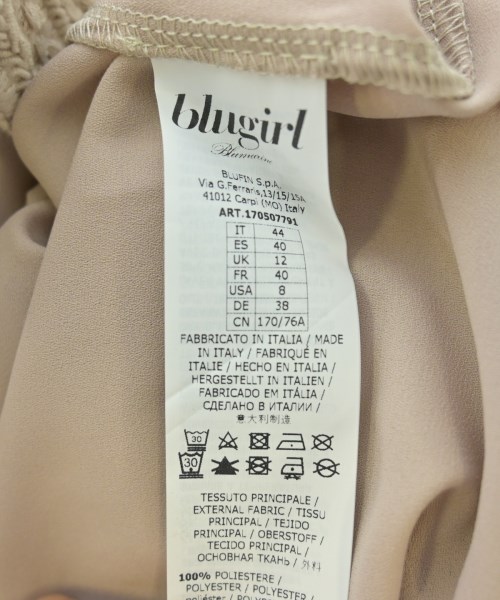 blugirl
Blumarine
BLUFIN S.p.A.
Via G.Ferraris,13/15/15A
41012 Carpi (MO) Italy
ART.170507791
IT 44
ES 40
UK 12
FR 40
USA 8
DE 38
CN 170/76A
FABBRICATO IN ITALIA / MADE
IN ITALY / FABRIQUÉ EN
ITALIE / HECHO EN ITALIA /
HERGESTELLT IN ITALIEN /
FABRICADO EM ITÁLIA /
СДЕЛАНО В ИТАЛИИ /
意大利制造
30
30
TESSUTO PRINCIPALE /
EXTERNAL FABRIC / TISSU
PRINCIPAL / TEJIDO
PRINCIPAL / OBERSTOFF /
TECIDO PRINCIPAL /
ОСНОВНАЯ ТКАНЬ / 外料
100% POLIESTERE /
POLYESTER / POLYESTER /